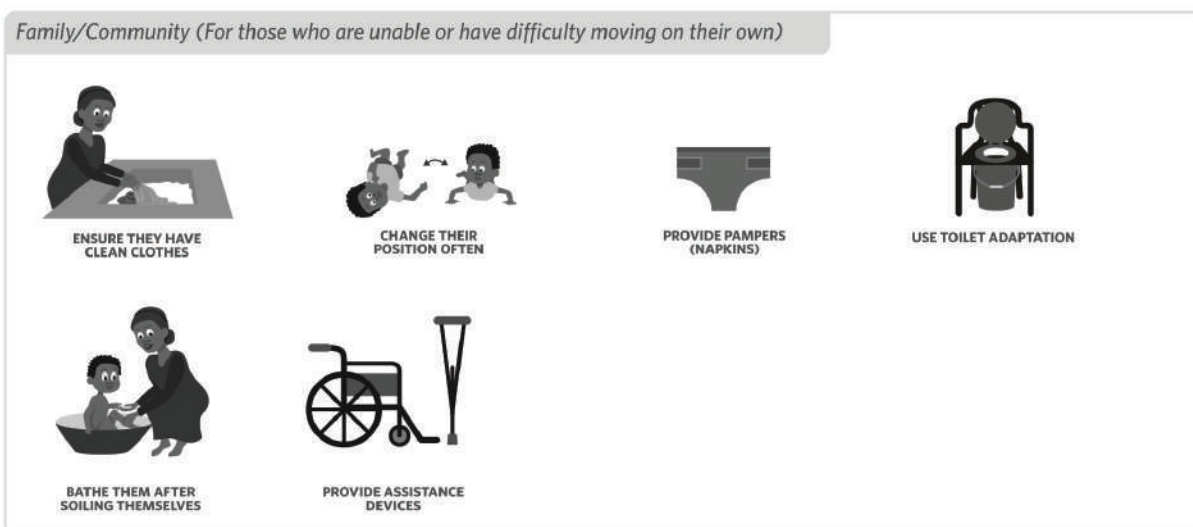 Family/Community (For those who are unable or have difficulty moving on their own)
ENSURE THEY HAVE
CLEAN CLOTHES
CHANGE THEIR
POSITION OFTEN
PROVIDE PAMPERS
(NAPKINS)
USE TOILET ADAPTATION
BATHE THEM AFTER
SOILING THEMSELVES
PROVIDE ASSISTANCE
DEVICES